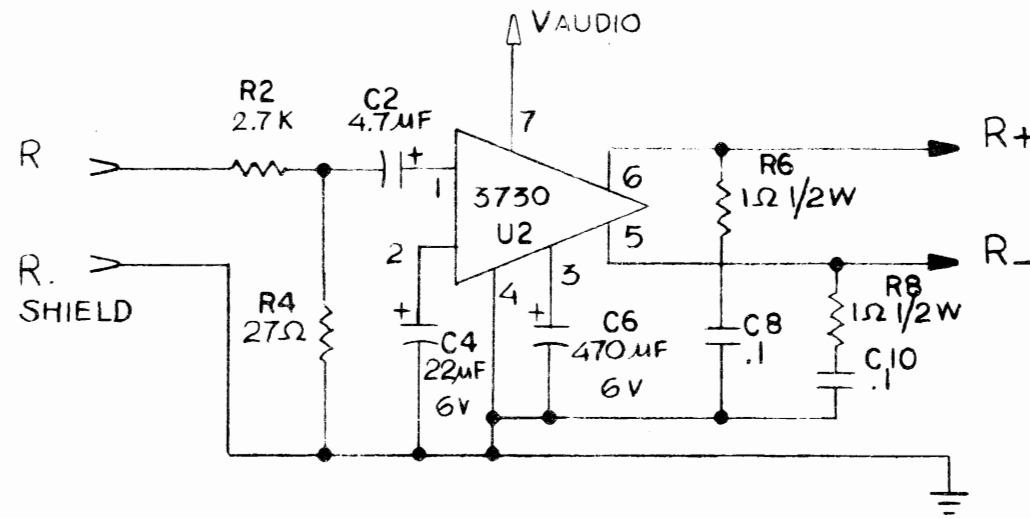 VAUDIO
R2
2.7K
C2
4.7µF
+
7
R
1
3730
U2
6
R+
R6
1Ω 1/2W
2
5
R-
R.
SHIELD
R4
27Ω
3
4
+
C4
22µF
6V
+
C6
470µF
6V
C8
.1
R8
1Ω 1/2W
C10
.1